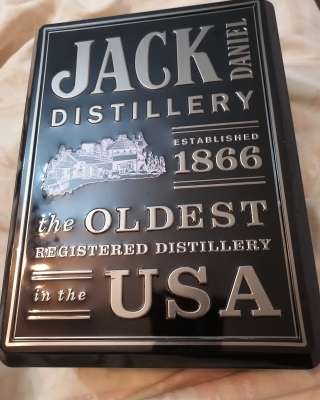 JACK DANIEL
DISTILLERY
ESTABLISHED
1866
the OLDEST
REGISTERED DISTILLERY
in the USA